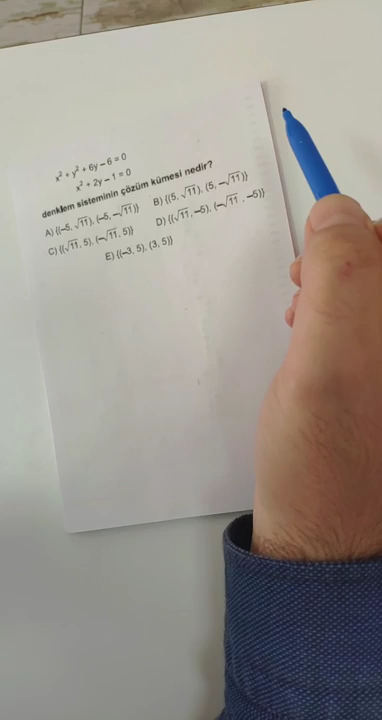 x² + y² + 6y – 6 = 0
x² + 2y – 1 = 0
denklem sisteminin çözüm kümesi nedir?
A) {(–5, √11), (–5, –√11)} B) {(5, √11), (5, –√11)}
C) {(√11, 5), (–√11, 5)} D) {(√11, –5), (–√11, –5)}
E) {(–3, 5), (3, 5)}